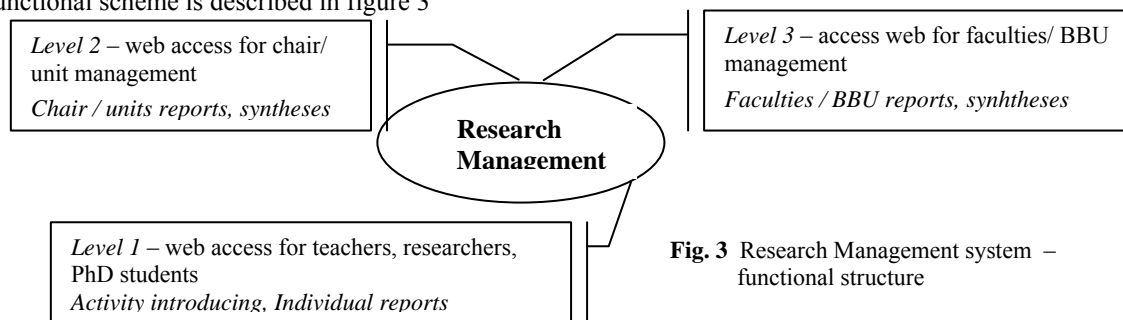 unctional scheme is described in figure 3
Level 2 – web access for chair/
unit management
Chair / units reports, syntheses
Level 3 – access web for faculties/ BBU
management
Faculties / BBU reports, synhtheses
Research
Management
Level 1 – web access for teachers, researchers,
PhD students
Activity introducing, Individual reports
Fig. 3 Research Management system –
functional structure